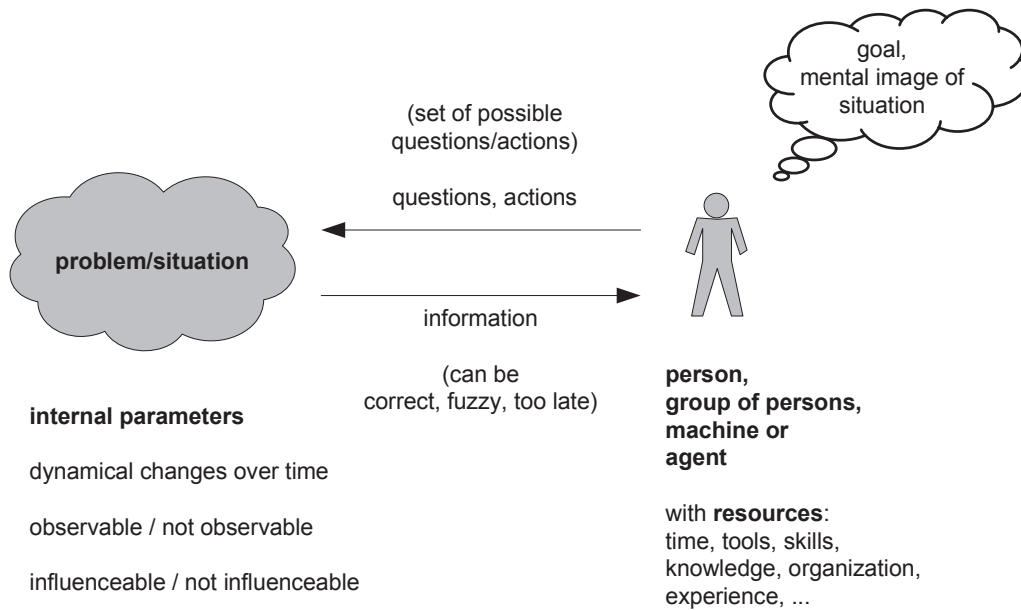 goal,
mental image of
situation
(set of possible
questions/actions)
questions, actions
problem/situation
information
(can be
correct, fuzzy, too late)
internal parameters
dynamical changes over time
observable / not observable
influenceable / not influenceable
person,
group of persons,
machine or
agent
with resources:
time, tools, skills,
knowledge, organization,
experience, ...